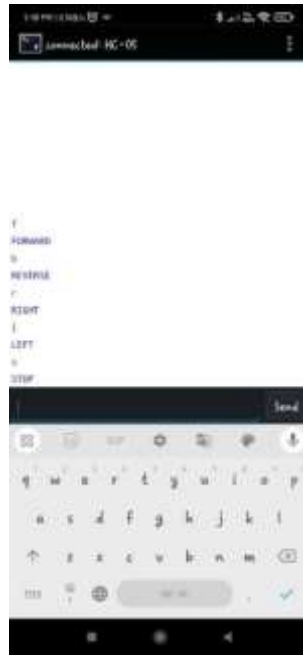 connected: HC-05
f
FORWARD
b
REVERSE
r
RIGHT
l
LEFT
s
STOP
Send
q w e r t y u i o p
a s d f g h j k l
z x c v b n m